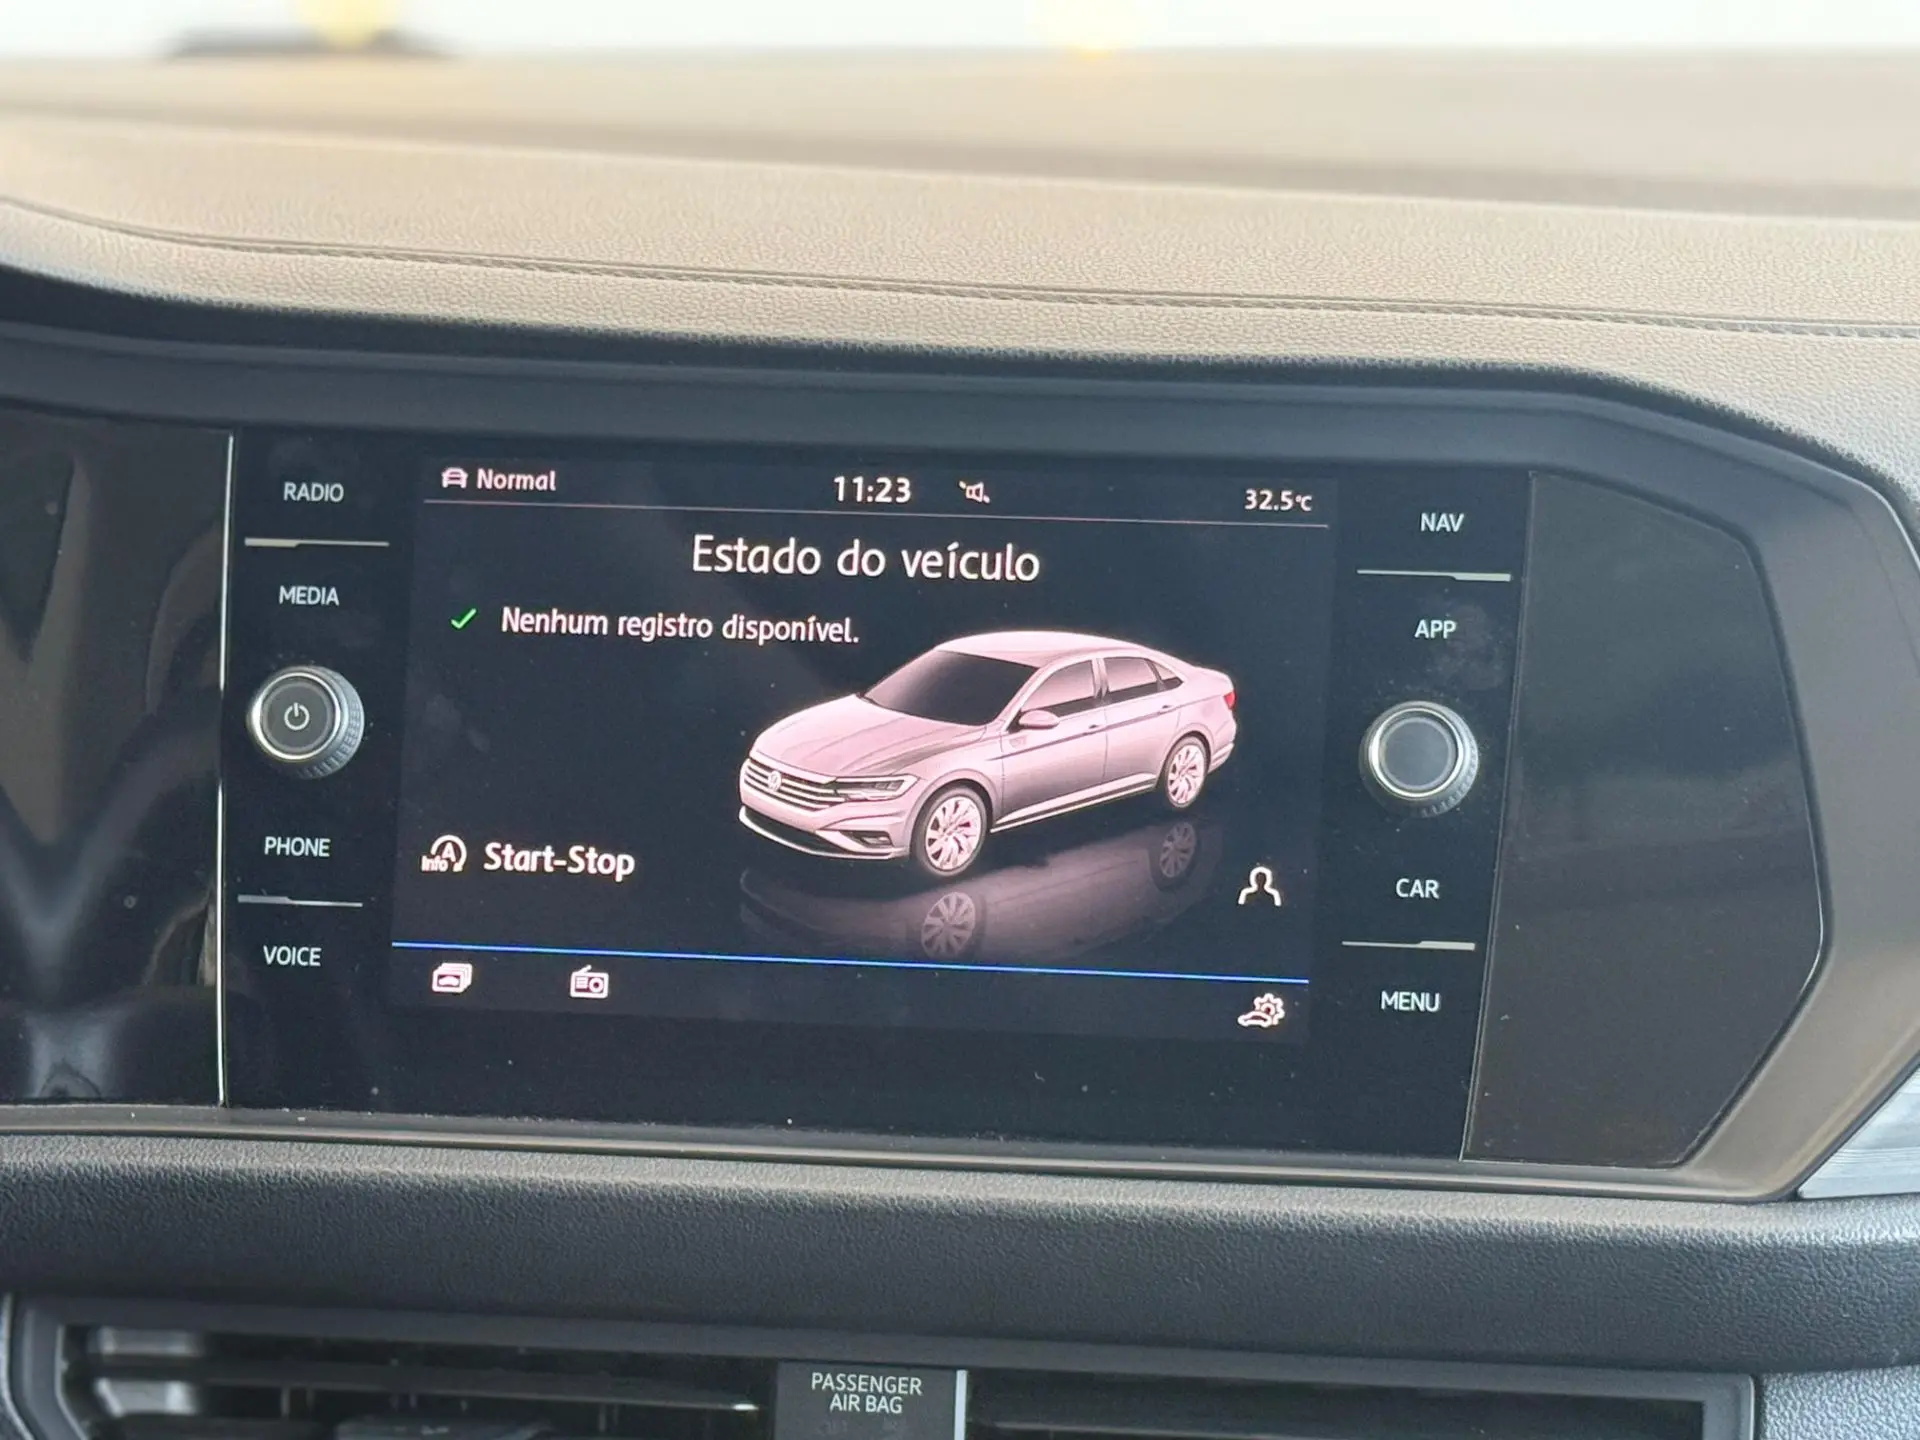 RADIO
MEDIA
PHONE
VOICE
Normal
11:23
32.5°C
Estado do veículo
Nenhum registro disponível.
Info A
Start-Stop
NAV
APP
CAR
MENU
PASSENGER
AIR BAG